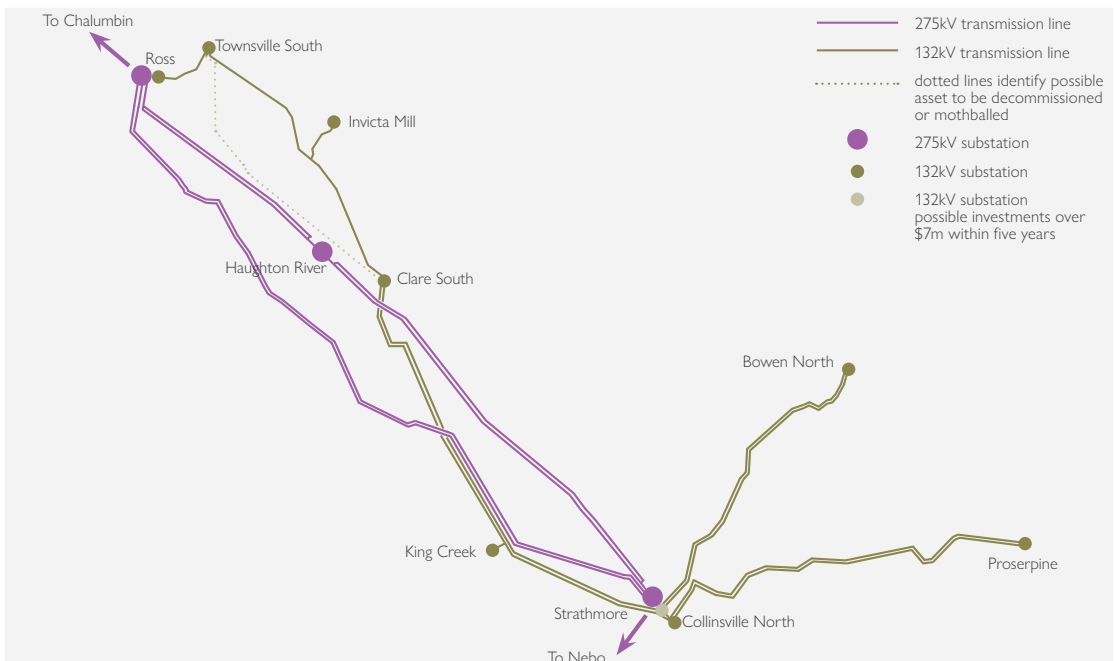 To Chalumbin
Ross
Townsville South
Invicta Mill
Haughton River
Clare South
Bowen North
King Creek
Proserpine
Strathmore
Collinsville North
To Nebo
275kV transmission line
132kV transmission line
dotted lines identify possible
asset to be decommissioned
or mothballed
275kV substation
132kV substation
132kV substation
possible investments over
$7m within five years